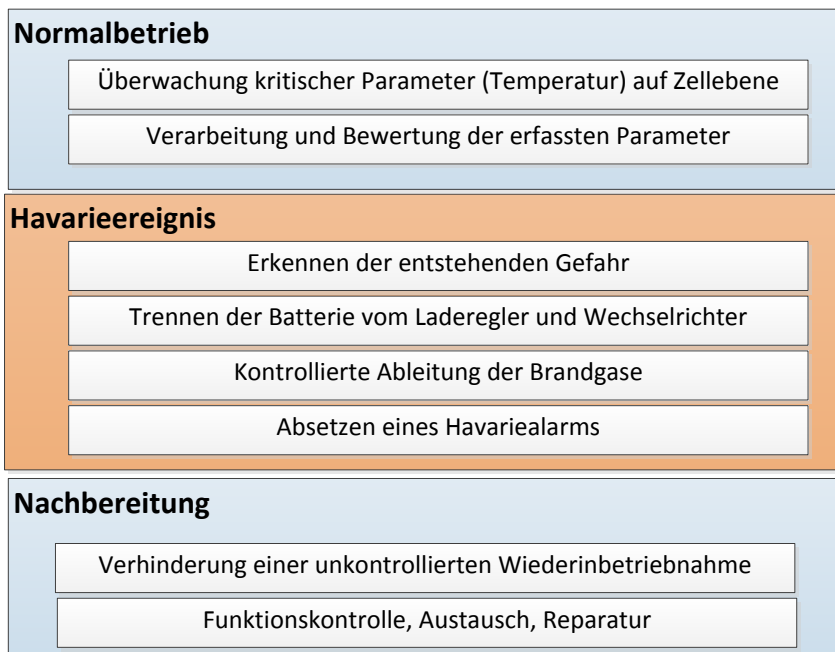 Normalbetrieb
Überwachung kritischer Parameter (Temperatur) auf Zellebene
Verarbeitung und Bewertung der erfassten Parameter
Havarieereignis
Erkennen der entstehenden Gefahr
Trennen der Batterie vom Laderegler und Wechselrichter
Kontrollierte Ableitung der Brandgase
Absetzen eines Havariealarms
Nachbereitung
Verhinderung einer unkontrollierten Wiederinbetriebnahme
Funktionskontrolle, Austausch, Reparatur